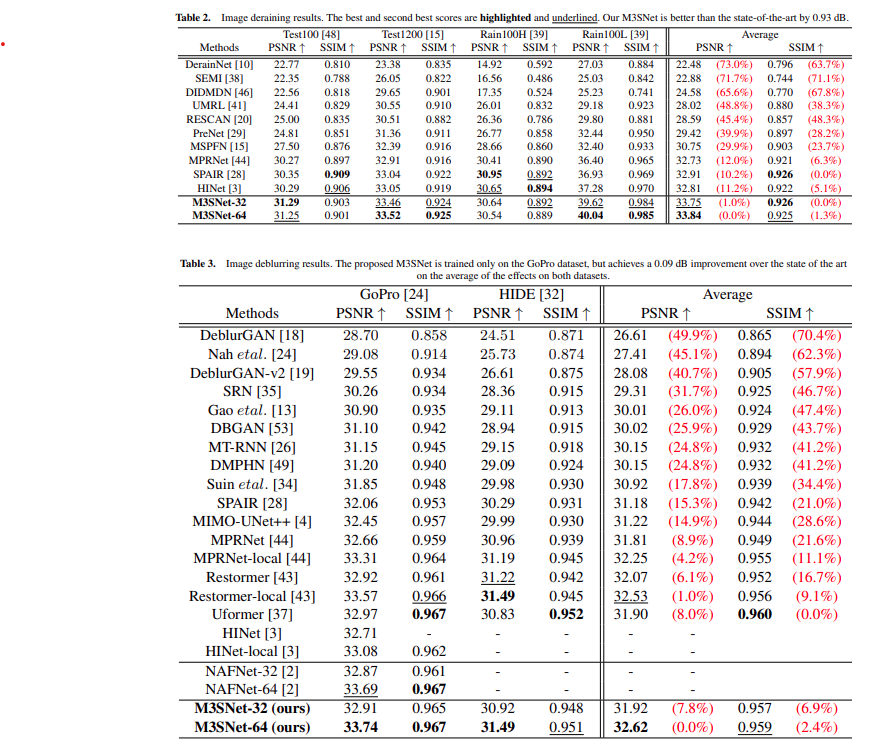 Table 2. Image deraining results. The best and second best scores are highlighted and underlined. Our M3SNet is better than the state-of-the-art by 0.93 dB.
Test100 [48] Test1200 [15] Rain100H [39] Rain100L [39] Average
Methods PSNR ↑ SSIM ↑ PSNR ↑ SSIM ↑ PSNR ↑ SSIM ↑ PSNR ↑ SSIM ↑ PSNR ↑ SSIM ↑
DerainNet [10] 22.77 0.810 23.38 0.835 14.92 0.592 27.03 0.884 22.48 (73.0%) 0.796 (63.7%)
SEMI [38] 22.35 0.788 26.05 0.822 16.56 0.486 25.03 0.842 22.88 (71.7%) 0.744 (71.1%)
DIDMDN [46] 22.56 0.818 29.65 0.901 17.35 0.524 25.23 0.741 24.58 (65.6%) 0.770 (67.8%)
UMRL [41] 24.41 0.829 30.55 0.910 26.01 0.832 29.18 0.923 28.02 (48.8%) 0.880 (38.3%)
RESCAN [20] 25.00 0.835 30.51 0.882 26.36 0.786 29.80 0.881 28.59 (45.4%) 0.857 (48.3%)
PreNet [29] 24.81 0.851 31.36 0.911 26.77 0.858 32.44 0.950 29.42 (39.9%) 0.897 (28.2%)
MSPFN [15] 27.50 0.876 32.39 0.916 28.66 0.860 32.40 0.933 30.75 (29.9%) 0.903 (23.7%)
MPRNet [44] 30.27 0.897 32.91 0.916 30.41 0.890 36.40 0.965 32.73 (12.0%) 0.921 (6.3%)
SPAIR [28] 30.35 0.909 33.04 0.922 30.95 0.892 36.93 0.969 32.91 (10.2%) 0.926 (0.0%)
HINet [3] 30.29 0.906 33.05 0.919 30.65 0.894 37.28 0.970 32.81 (11.2%) 0.922 (5.1%)
M3SNet-32 31.29 0.903 33.46 0.924 30.64 0.892 39.62 0.984 33.75 (1.0%) 0.926 (0.0%)
M3SNet-64 31.25 0.901 33.52 0.925 30.54 0.889 40.04 0.985 33.84 (0.0%) 0.925 (1.3%)
Table 3. Image deblurring results. The proposed M3SNet is trained only on the GoPro dataset, but achieves a 0.09 dB improvement over the state of the art
on the average of the effects on both datasets.
GoPro [24] HIDE [32] Average
Methods PSNR ↑ SSIM ↑ PSNR ↑ SSIM ↑ PSNR ↑ SSIM ↑
DeblurGAN [18] 28.70 0.858 24.51 0.871 26.61 (49.9%) 0.865 (70.4%)
Nah etal. [24] 29.08 0.914 25.73 0.874 27.41 (45.1%) 0.894 (62.3%)
DeblurGAN-v2 [19] 29.55 0.934 26.61 0.875 28.08 (40.7%) 0.905 (57.9%)
SRN [35] 30.26 0.934 28.36 0.915 29.31 (31.7%) 0.925 (46.7%)
Gao etal. [13] 30.90 0.935 29.11 0.913 30.01 (26.0%) 0.924 (47.4%)
DBGAN [53] 31.10 0.942 28.94 0.915 30.02 (25.9%) 0.929 (43.7%)
MT-RNN [26] 31.15 0.945 29.15 0.918 30.15 (24.8%) 0.932 (41.2%)
DMPHN [49] 31.20 0.940 29.09 0.924 30.15 (24.8%) 0.932 (41.2%)
Suin etal. [34] 31.85 0.948 29.98 0.930 30.92 (17.8%) 0.939 (34.4%)
SPAIR [28] 32.06 0.953 30.29 0.931 31.18 (15.3%) 0.942 (21.0%)
MIMO-UNet++ [4] 32.45 0.957 29.99 0.930 31.22 (14.9%) 0.944 (28.6%)
MPRNet [44] 32.66 0.959 30.96 0.939 31.81 (8.9%) 0.949 (21.6%)
MPRNet-local [44] 33.31 0.964 31.19 0.945 32.25 (4.2%) 0.955 (11.1%)
Restormer [43] 32.92 0.961 31.22 0.942 32.07 (6.1%) 0.952 (16.7%)
Restormer-local [43] 33.57 0.966 31.49 0.945 32.53 (1.0%) 0.956 (9.1%)
Uformer [37] 32.97 0.967 30.83 0.952 31.90 (8.0%) 0.960 (0.0%)
HINet [3] 32.71 - - - - -
HINet-local [3] 33.08 0.962 - - - -
NAFNet-32 [2] 32.87 0.961 - - - -
NAFNet-64 [2] 33.69 0.967 - - - -
M3SNet-32 (ours) 32.91 0.965 30.92 0.948 31.92 (7.8%) 0.957 (6.9%)
M3SNet-64 (ours) 33.74 0.967 31.49 0.951 32.62 (0.0%) 0.959 (2.4%)